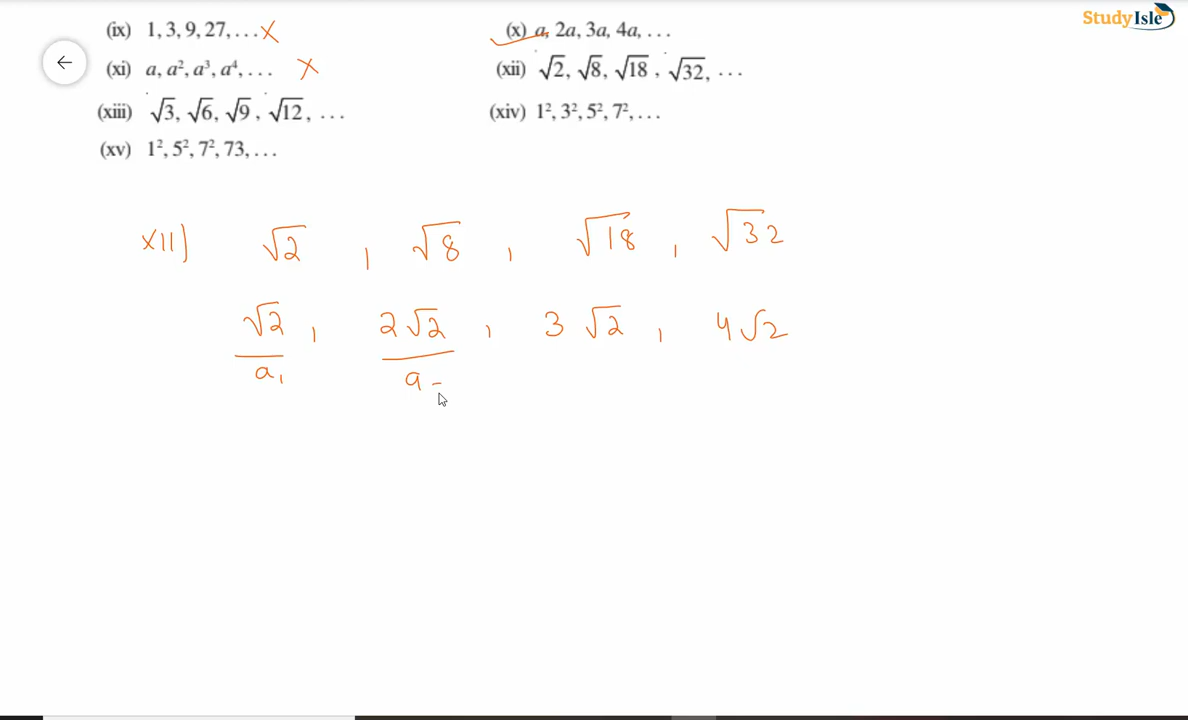 StudyIsle
(ix) 1, 3, 9, 27, . . . X
(x) a, 2a, 3a, 4a, . . .
(xi) a, a², a³, a⁴, . . . X
(xii) √2, √8, √18 , √32, . . .
(xiii) √3, √6, √9 , √12, . . .
(xiv) 1², 3², 5², 7², . . .
(xv) 1², 5², 7², 73, . . .
XII) √2 , √8 , √18 , √32
√2 , 2√2 , 3√2 , 4√2
a₁ a